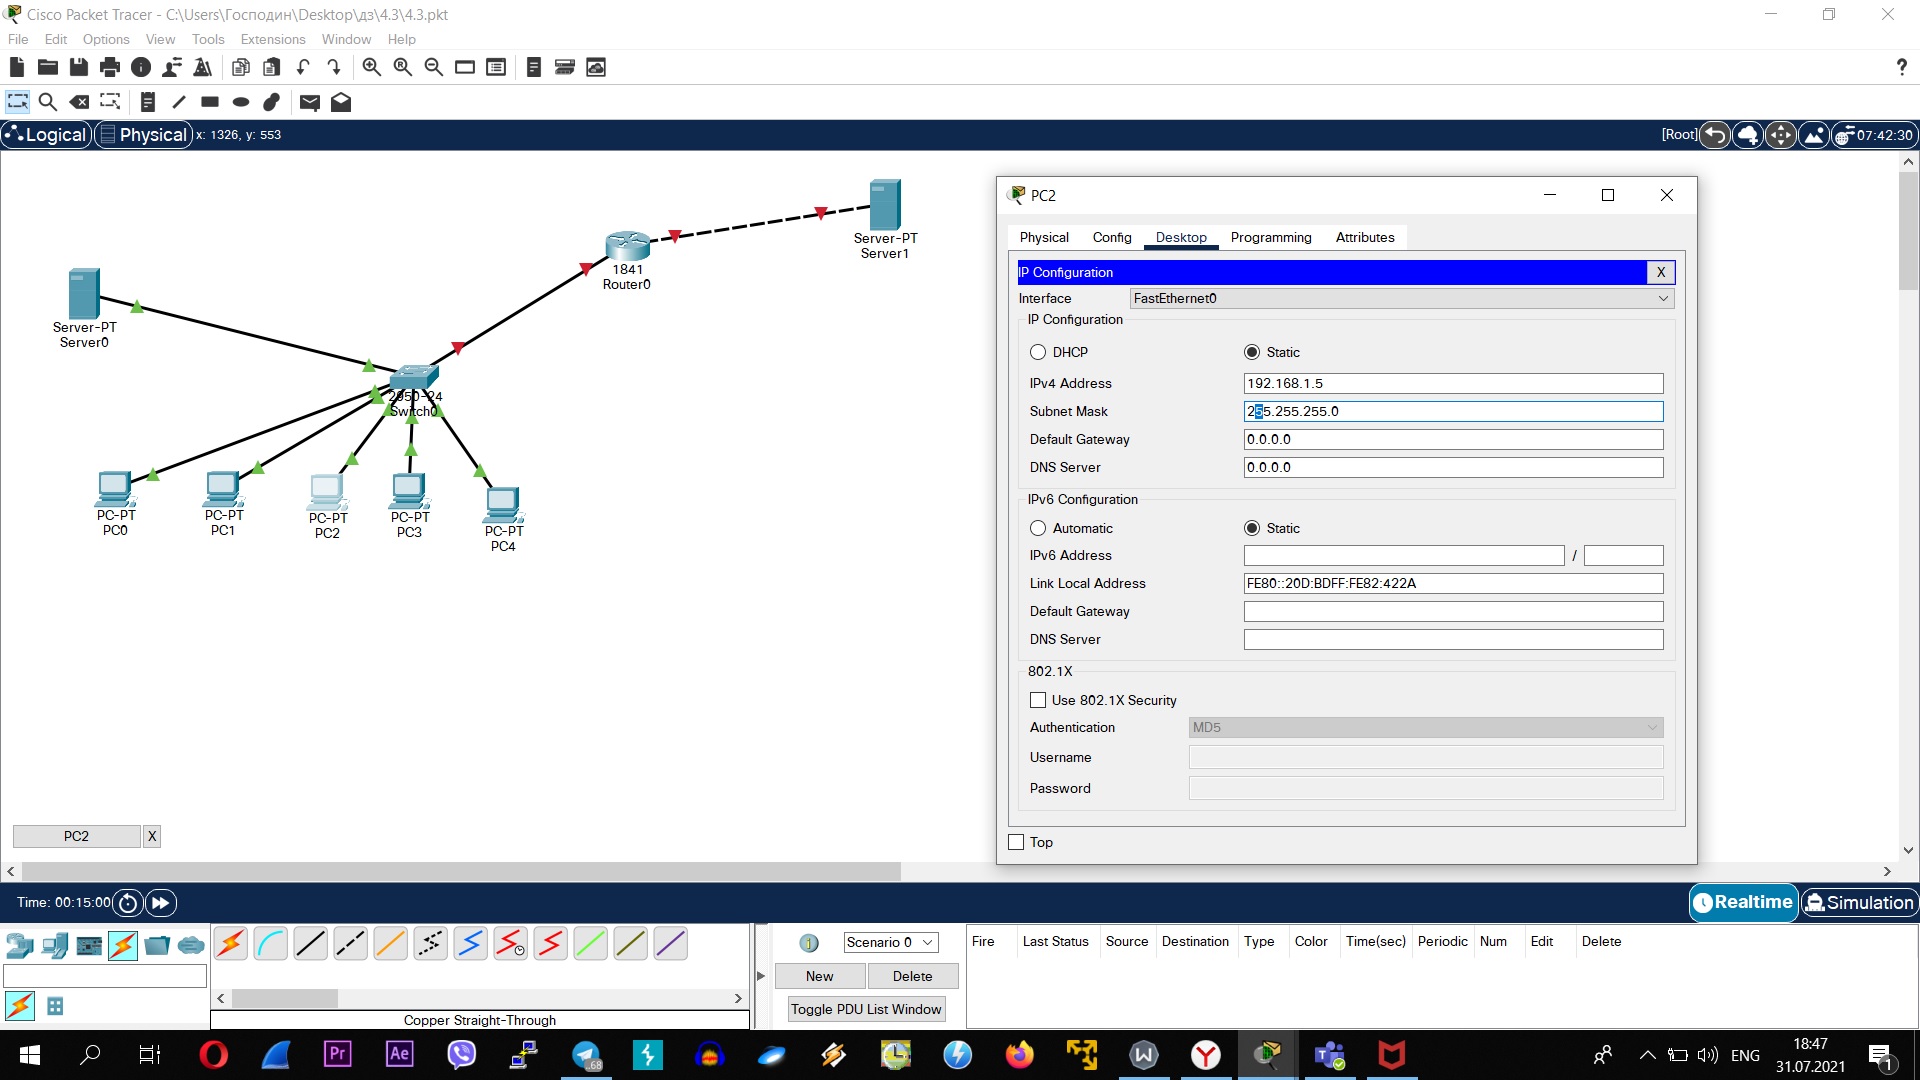 Cisco Packet Tracer - C:\Users\Господин\Desktop\дз\4.3\4.3.pkt
File Edit Options View Tools Extensions Window Help
?
Logical Physical x: 1326, y: 553
[Root] 07:42:30
Server-PT
Server1
1841
Router0
Server-PT
Server0
2950-24
Switch0
PC-PT
PC0
PC-PT
PC1
PC-PT
PC2
PC-PT
PC3
PC-PT
PC4
PC2 X
PC2
Physical Config Desktop Programming Attributes
IP Configuration X
Interface FastEthernet0
IP Configuration
DHCP Static
IPv4 Address 192.168.1.5
Subnet Mask 255.255.255.0
Default Gateway 0.0.0.0
DNS Server 0.0.0.0
IPv6 Configuration
Automatic Static
IPv6 Address /
Link Local Address FE80::20D:BDFF:FE82:422A
Default Gateway
DNS Server
802.1X
Use 802.1X Security
Authentication MD5
Username
Password
Top
Time: 00:15:00
Realtime Simulation
Scenario 0
New Delete
Toggle PDU List Window
Fire Last Status Source Destination Type Color Time(sec) Periodic Num Edit Delete
Copper Straight-Through
Pr Ae 68 W Y T ENG
18:47
31.07.2021
1